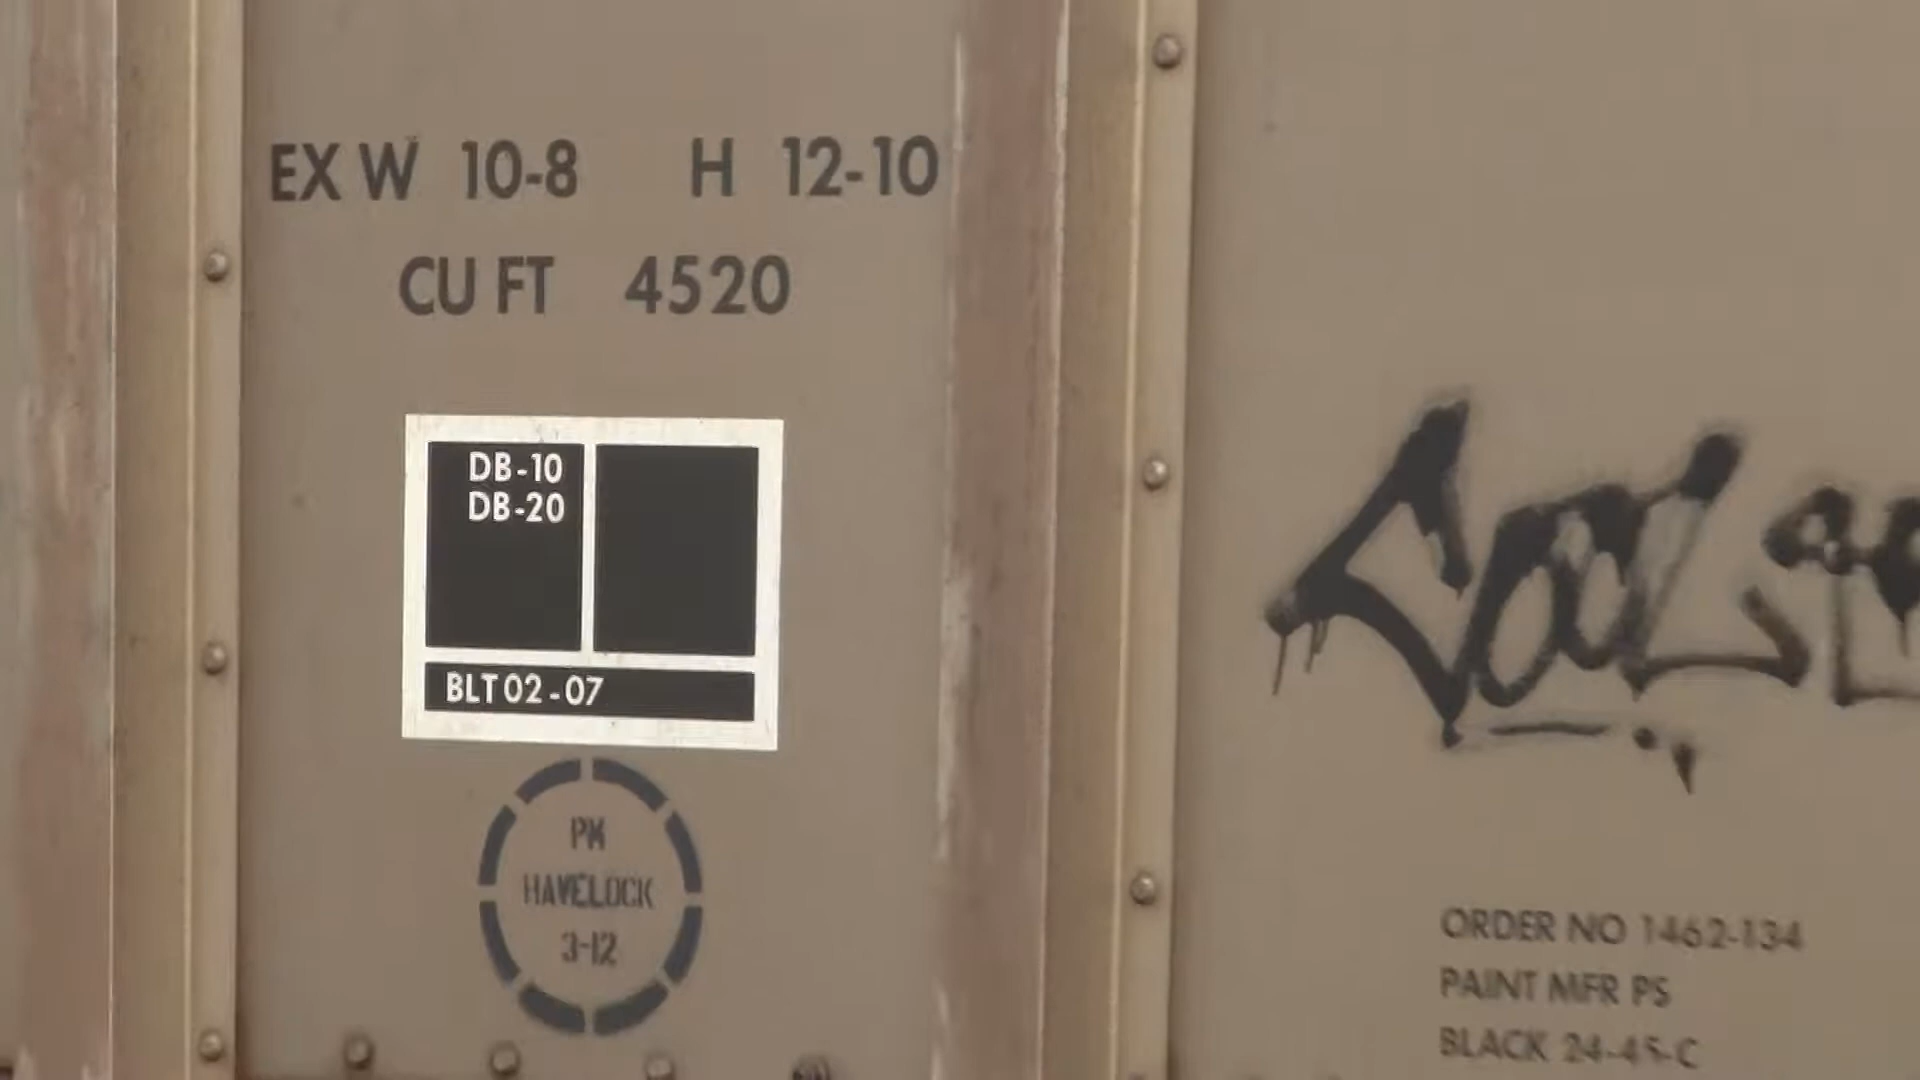 EX W 10-8 H 12-10
CU FT 4520
DB-10
DB-20
BLT 02-07
PM
HAVELOCK
3-12
ORDER NO 1462-134
PAINT MFR PS
BLACK 24-45-C